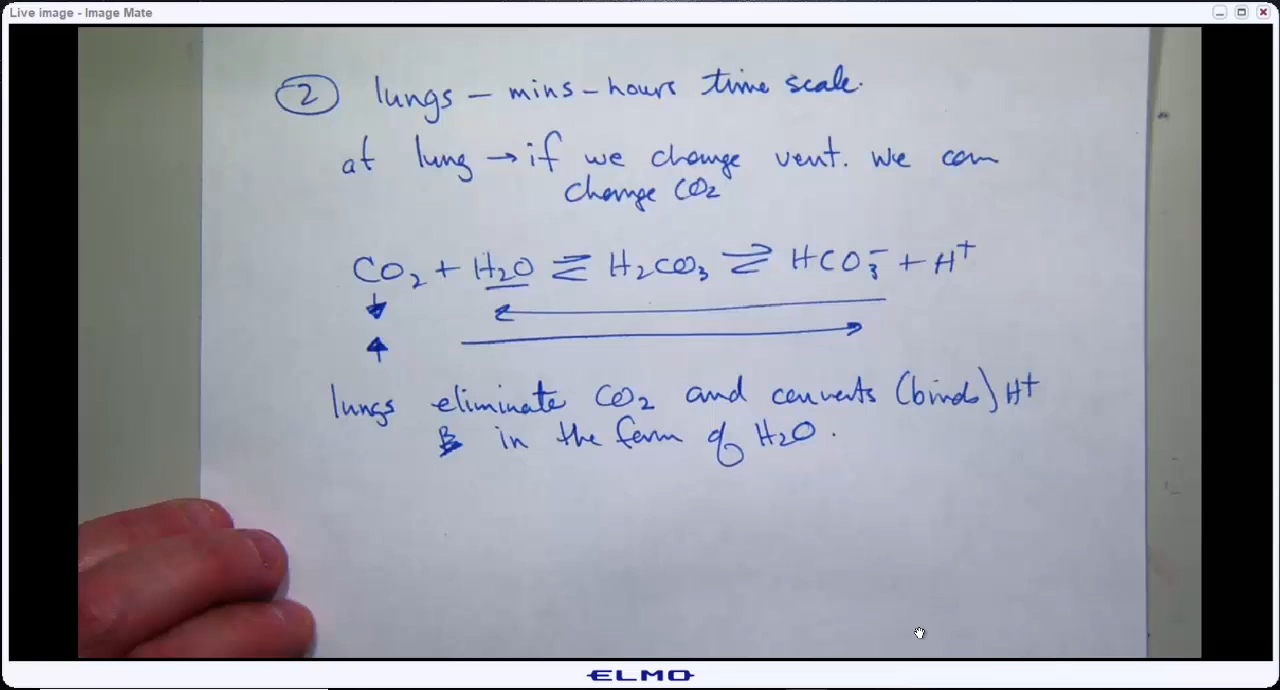 Live image - Image Mate
② lungs - mins - hours time scale.
at lung → if we change vent. we can
change CO₂
CO₂ + H₂O ⇌ H₂CO₃ ⇌ HCO₃⁻ + H⁺
lungs eliminate CO₂ and converts (binds) H⁺
in the form of H₂O.
ELMO